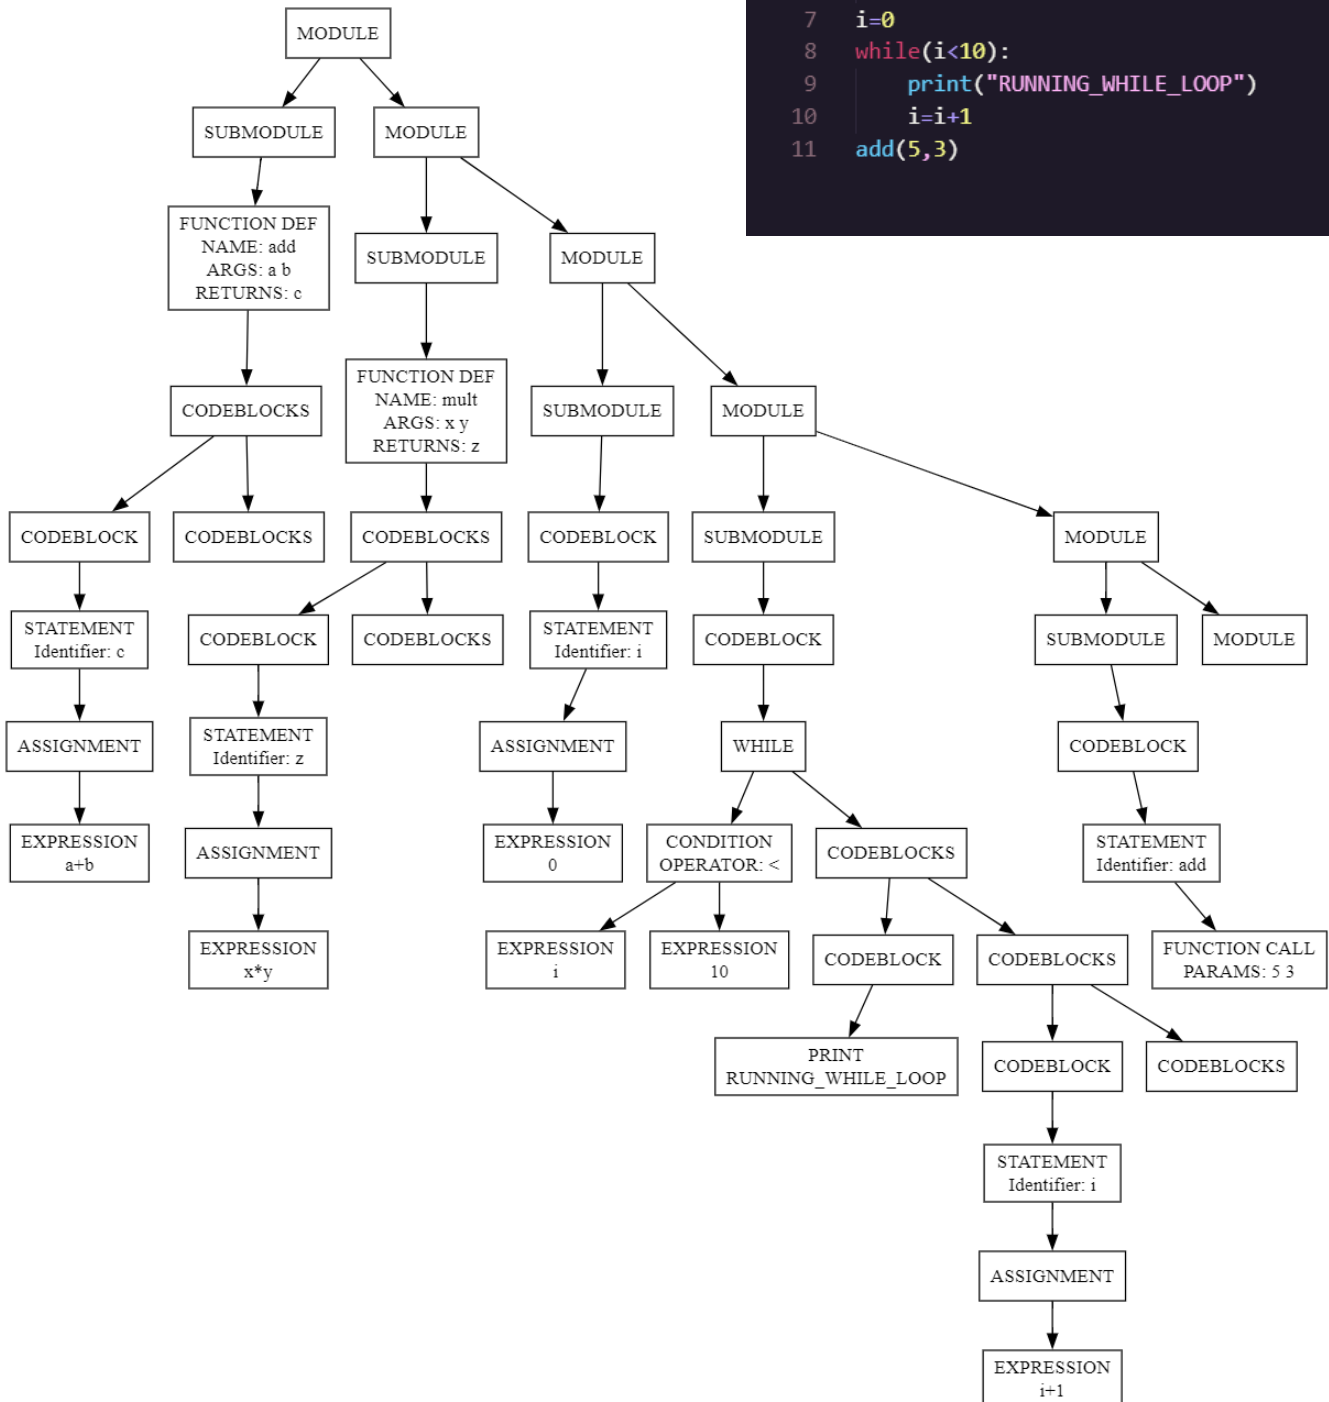 MODULE
7 i=0
8 while(i<10):
9 print("RUNNING_WHILE_LOOP")
10 i=i+1
11 add(5,3)
SUBMODULE
MODULE
FUNCTION DEF
NAME: add
ARGS: a b
RETURNS: c
SUBMODULE
MODULE
CODEBLOCKS
FUNCTION DEF
NAME: mult
ARGS: x y
RETURNS: z
SUBMODULE
MODULE
CODEBLOCK
CODEBLOCKS
CODEBLOCKS
CODEBLOCK
SUBMODULE
MODULE
STATEMENT
Identifier: c
CODEBLOCK
CODEBLOCKS
STATEMENT
Identifier: i
CODEBLOCK
SUBMODULE
MODULE
ASSIGNMENT
STATEMENT
Identifier: z
ASSIGNMENT
WHILE
CODEBLOCK
EXPRESSION
a+b
ASSIGNMENT
EXPRESSION
0
CONDITION
OPERATOR: <
CODEBLOCKS
STATEMENT
Identifier: add
EXPRESSION
x*y
EXPRESSION
i
EXPRESSION
10
CODEBLOCK
CODEBLOCKS
FUNCTION CALL
PARAMS: 5 3
PRINT
RUNNING_WHILE_LOOP
CODEBLOCK
CODEBLOCKS
STATEMENT
Identifier: i
ASSIGNMENT
EXPRESSION
i+1